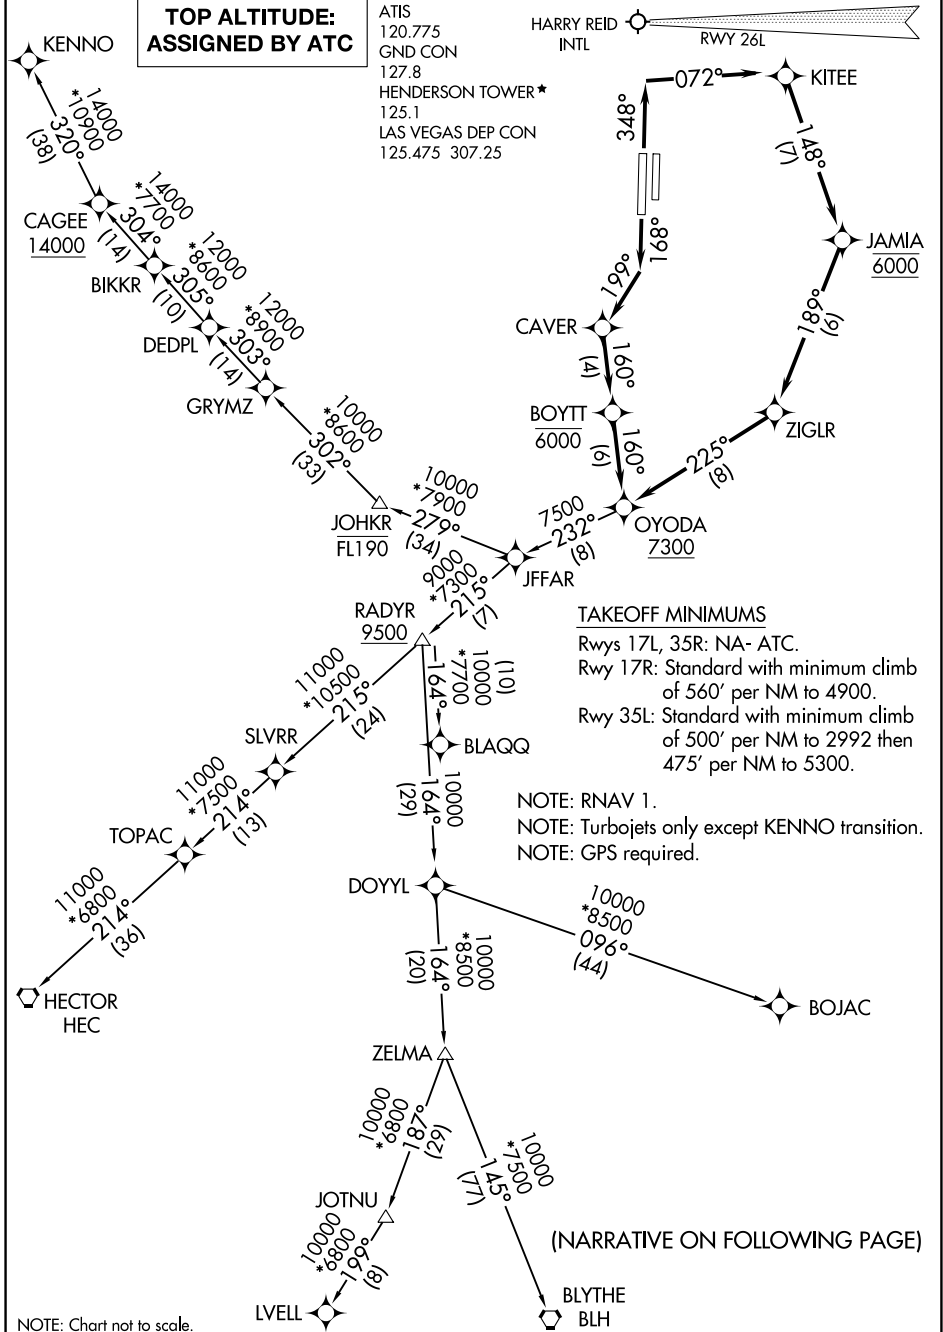 TOP ALTITUDE:
ASSIGNED BY ATC
ATIS
120.775
GND CON
127.8
HENDERSON TOWER★
125.1
LAS VEGAS DEP CON
125.475 307.25
HARRY REID
INTL
RWY 26L
KENNO
14000
*10900
320°
(38)
CAGEE
14000
14000
*7700
304°
(14)
BIKKR
12000
*8600
305°
(10)
DEDPL
12000
*8900
303°
(14)
GRYMZ
10000
*8600
302°
(33)
JOHKR
FL190
10000
*7900
279°
(34)
JFFAR
348°
072°
KITEE
148°
(7)
JAMIA
6000
189°
(6)
ZIGLR
225°
(8)
168°
199°
CAVER
160°
(4)
BOYTT
6000
160°
(6)
OYODA
7300
7500
232°
(8)
9000
*7300
215°
(7)
RADYR
9500
11000
*10500
215°
(24)
SLVRR
11000
*7500
214°
(13)
TOPAC
11000
*6800
214°
(36)
HECTOR
HEC
(10)
10000
*7700
164°
BLAQQ
10000
164°
(29)
DOYYL
10000
*8500
096°
(44)
BOJAC
10000
*8500
164°
(20)
ZELMA
10000
*6800
187°
(29)
JOTNU
10000
*6800
199°
(8)
LVELL
10000
*7500
145°
(77)
BLYTHE
BLH
TAKEOFF MINIMUMS
Rwys 17L, 35R: NA- ATC.
Rwy 17R: Standard with minimum climb
of 560' per NM to 4900.
Rwy 35L: Standard with minimum climb
of 500' per NM to 2992 then
475' per NM to 5300.
NOTE: RNAV 1.
NOTE: Turbojets only except KENNO transition.
NOTE: GPS required.
(NARRATIVE ON FOLLOWING PAGE)
NOTE: Chart not to scale.